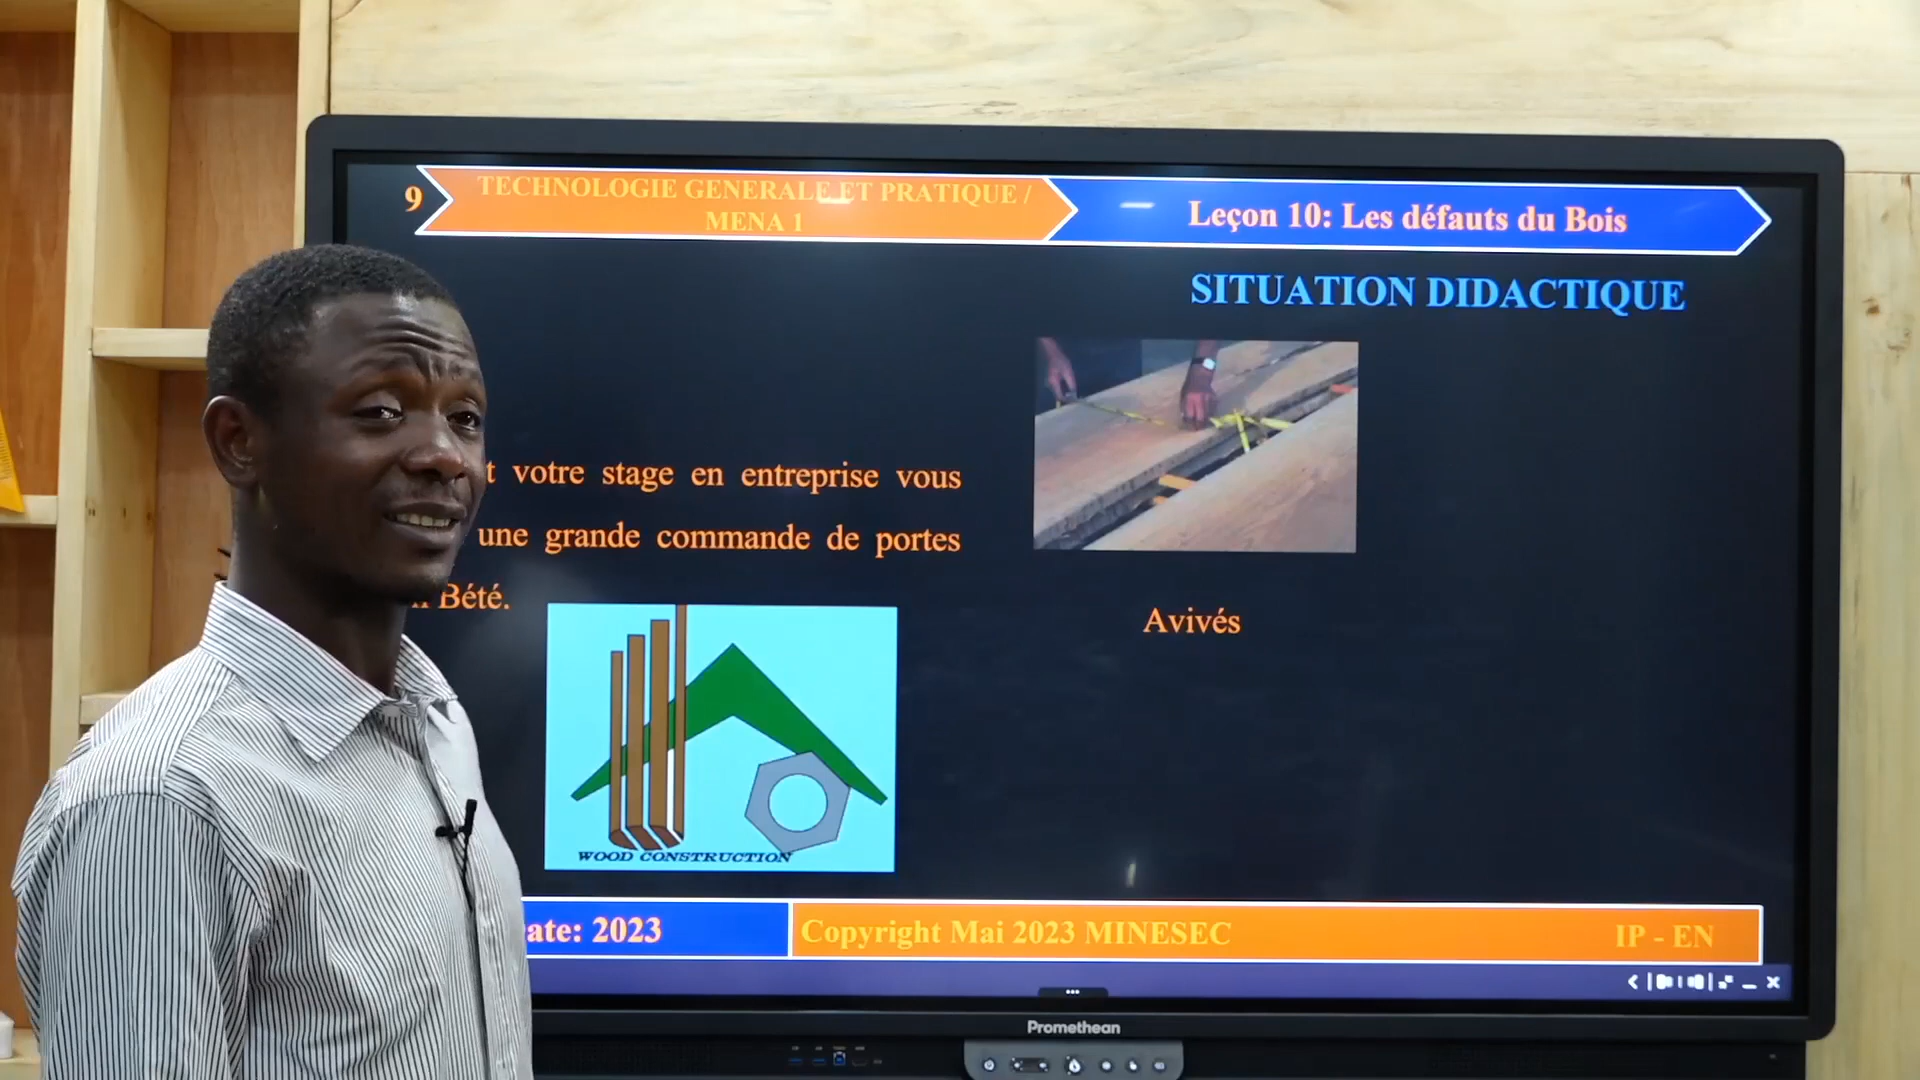 9
TECHNOLOGIE GENERALE ET PRATIQUE /
MENA 1
Leçon 10: Les défauts du Bois
SITUATION DIDACTIQUE
votre stage en entreprise vous
une grande commande de portes
Bété.
Avivés
WOOD CONSTRUCTION
2023
Copyright Mai 2023 MINESEC
IP - EN
Promethean